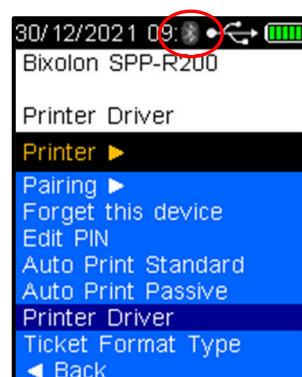 30/12/2021 09:
Bixolon SPP-R200
Printer Driver
Printer ▶
Pairing ▶
Forget this device
Edit PIN
Auto Print Standard
Auto Print Passive
Printer Driver
Ticket Format Type
◀ Back